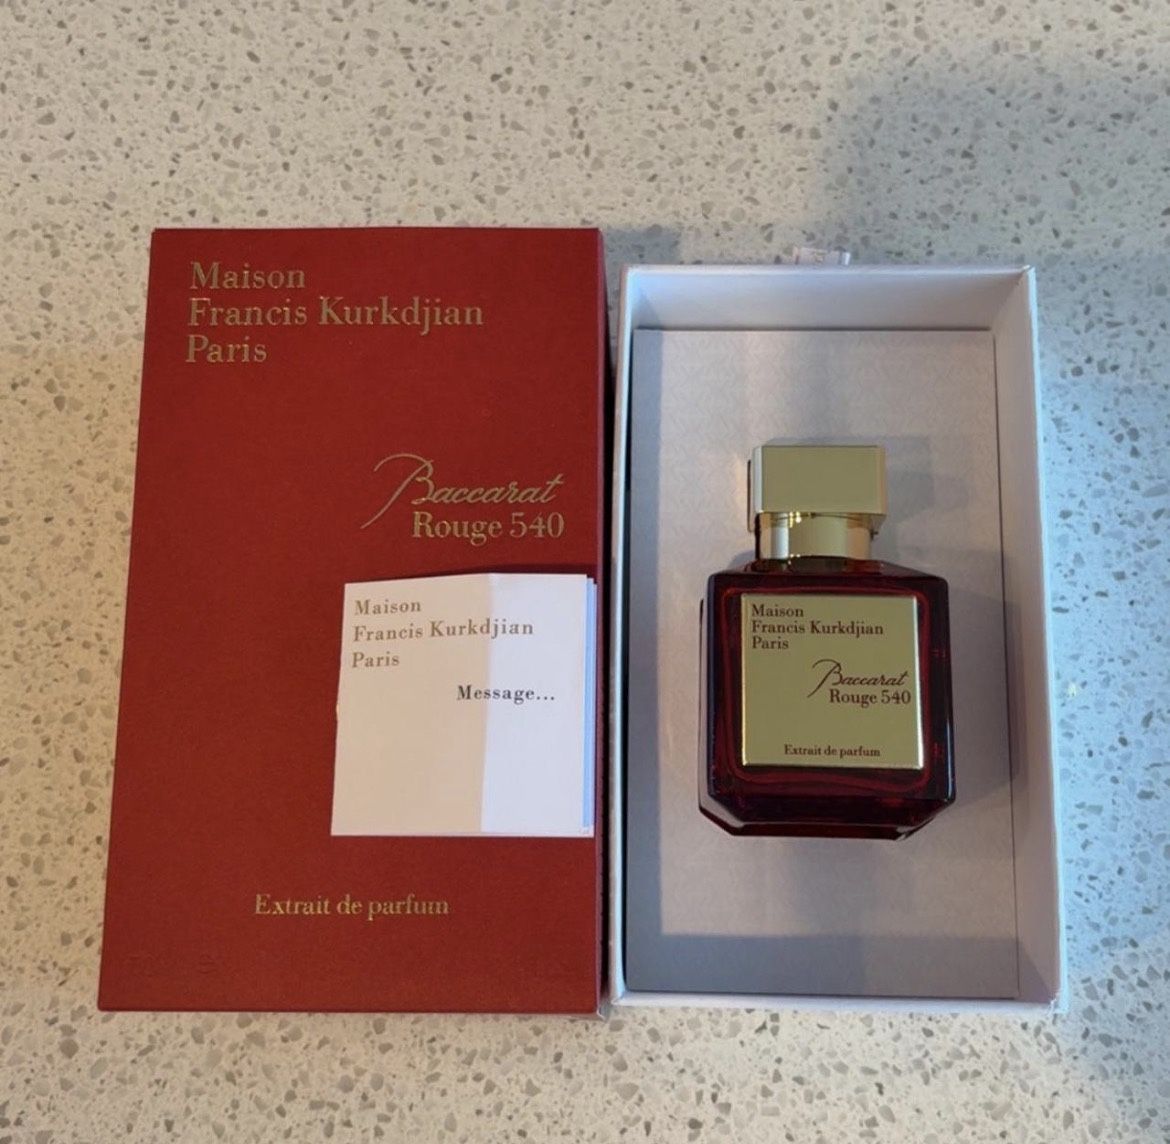 Maison
Francis Kurkdjian
Paris
Baccarat
Rouge 540
Maison
Francis Kurkdjian
Paris
Message...
Extrait de parfum
Maison
Francis Kurkdjian
Paris
Baccarat
Rouge 540
Extrait de parfum